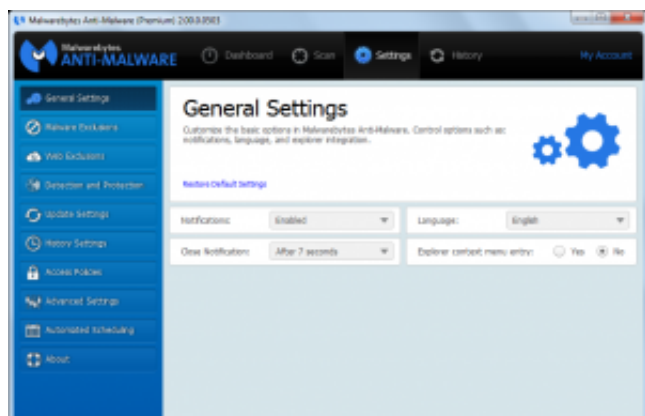 Malwarebytes Anti-Malware (Premium) 2.00.0.0503
Malwarebytes
ANTI-MALWARE
Dashboard
Scan
Settings
History
My Account
General Settings
Malware Exclusions
Web Exclusions
Detection and Protection
Update Settings
History Settings
Access Policies
Advanced Settings
Automated Scheduling
About
General Settings
Customize the basic options in Malwarebytes Anti-Malware. Control options such as:
notifications, language, and explorer integration.
Restore Default Settings
Notifications: Enabled
Language: English
Close Notification: After 7 seconds
Explorer context menu entry: Yes No